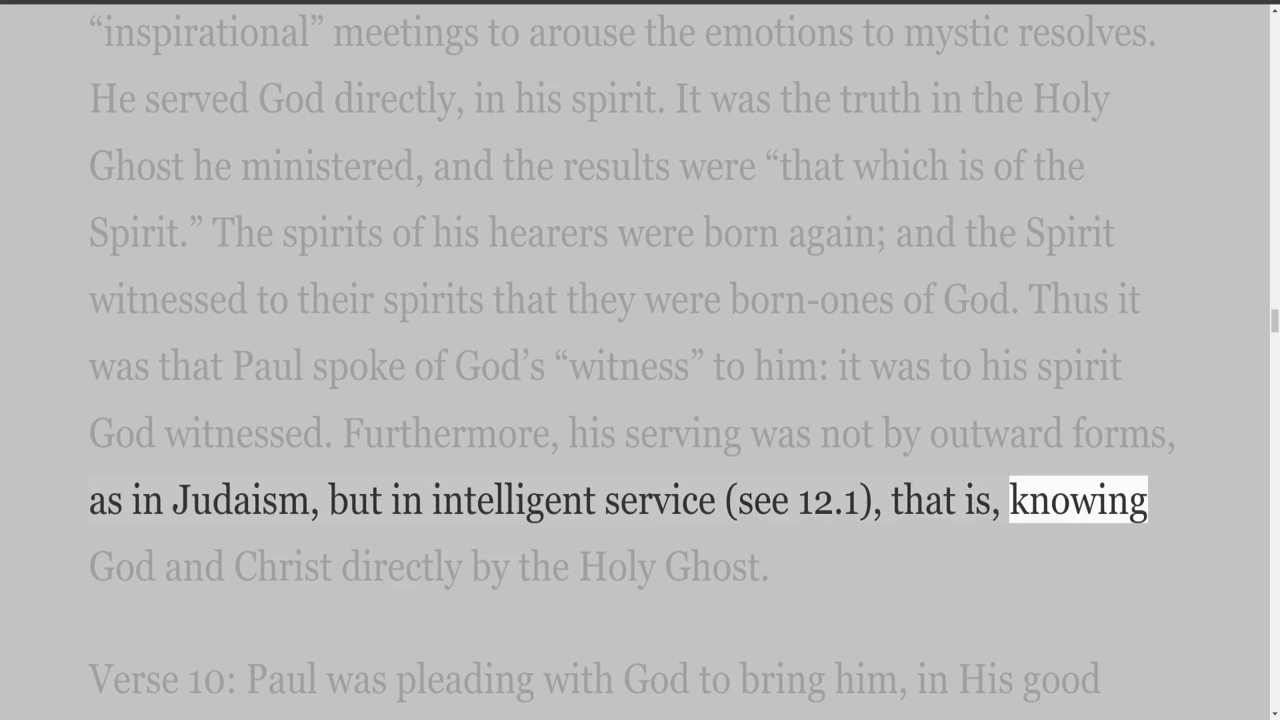 “inspirational” meetings to arouse the emotions to mystic resolves.
He served God directly, in his spirit. It was the truth in the Holy
Ghost he ministered, and the results were “that which is of the
Spirit.” The spirits of his hearers were born again; and the Spirit
witnessed to their spirits that they were born-ones of God. Thus it
was that Paul spoke of God’s “witness” to him: it was to his spirit
God witnessed. Furthermore, his serving was not by outward forms,
as in Judaism, but in intelligent service (see 12.1), that is, knowing
God and Christ directly by the Holy Ghost.
Verse 10: Paul was pleading with God to bring him, in His good